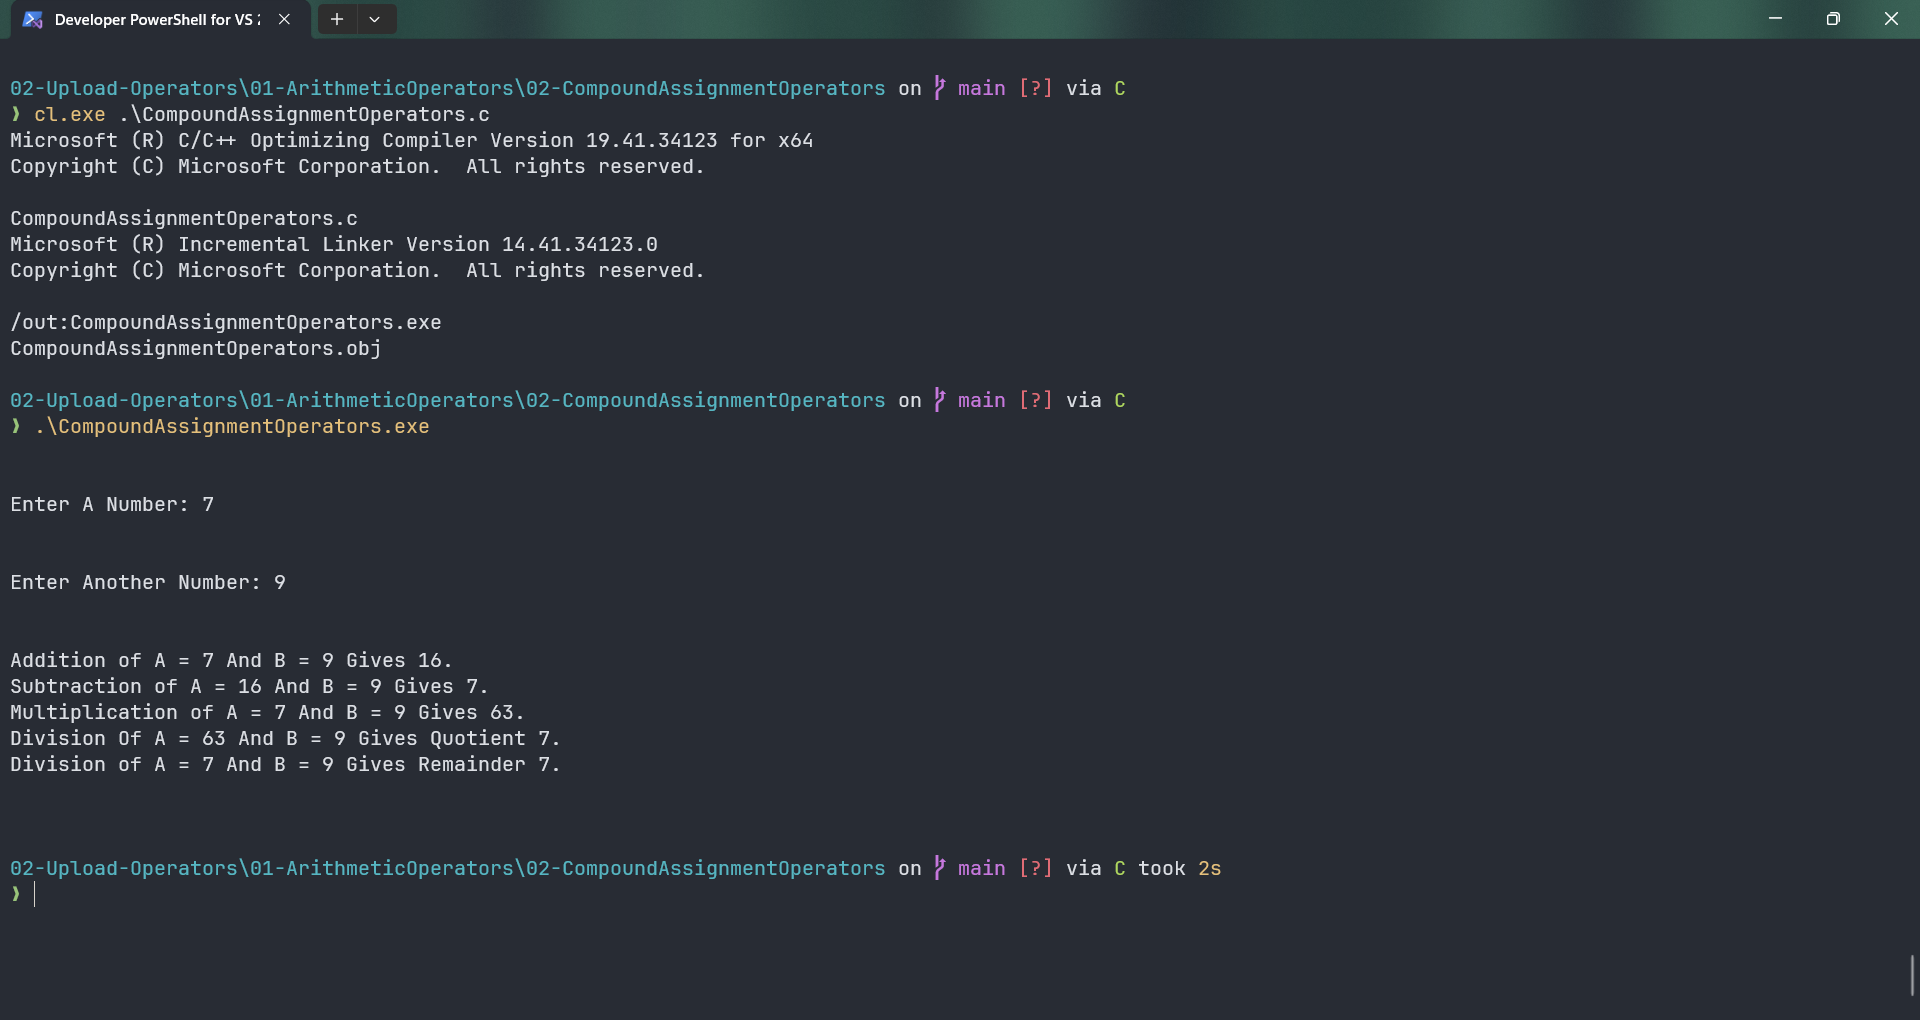 Developer PowerShell for VS 2
02-Upload-Operators\01-ArithmeticOperators\02-CompoundAssignmentOperators on main [?] via C
❯ cl.exe .\CompoundAssignmentOperators.c
Microsoft (R) C/C++ Optimizing Compiler Version 19.41.34123 for x64
Copyright (C) Microsoft Corporation.  All rights reserved.
CompoundAssignmentOperators.c
Microsoft (R) Incremental Linker Version 14.41.34123.0
Copyright (C) Microsoft Corporation.  All rights reserved.
/out:CompoundAssignmentOperators.exe
CompoundAssignmentOperators.obj
02-Upload-Operators\01-ArithmeticOperators\02-CompoundAssignmentOperators on main [?] via C
❯ .\CompoundAssignmentOperators.exe
Enter A Number: 7
Enter Another Number: 9
Addition of A = 7 And B = 9 Gives 16.
Subtraction of A = 16 And B = 9 Gives 7.
Multiplication of A = 7 And B = 9 Gives 63.
Division Of A = 63 And B = 9 Gives Quotient 7.
Division of A = 7 And B = 9 Gives Remainder 7.
02-Upload-Operators\01-ArithmeticOperators\02-CompoundAssignmentOperators on main [?] via C took 2s
❯